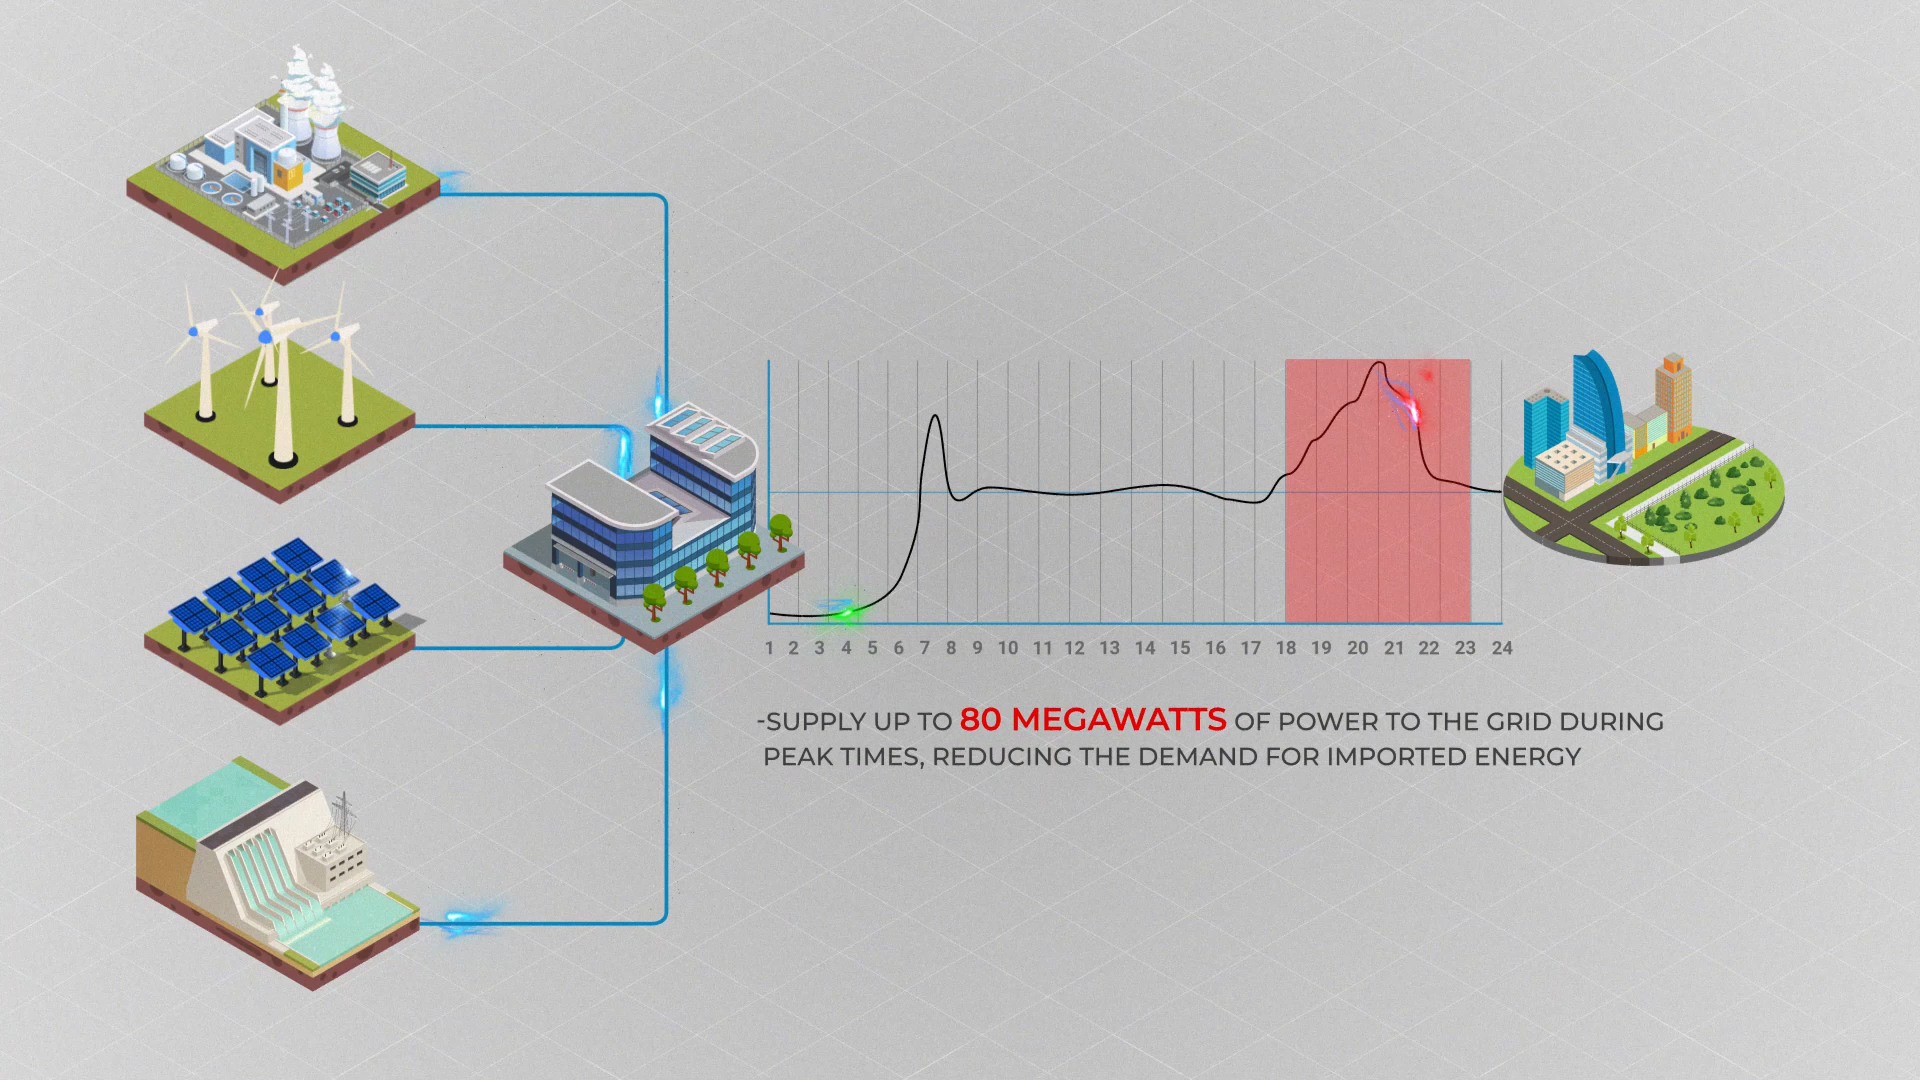 1 2 3 4 5 6 7 8 9 10 11 12 13 14 15 16 17 18 19 20 21 22 23 24
-SUPPLY UP TO 80 MEGAWATTS OF POWER TO THE GRID DURING
PEAK TIMES, REDUCING THE DEMAND FOR IMPORTED ENERGY